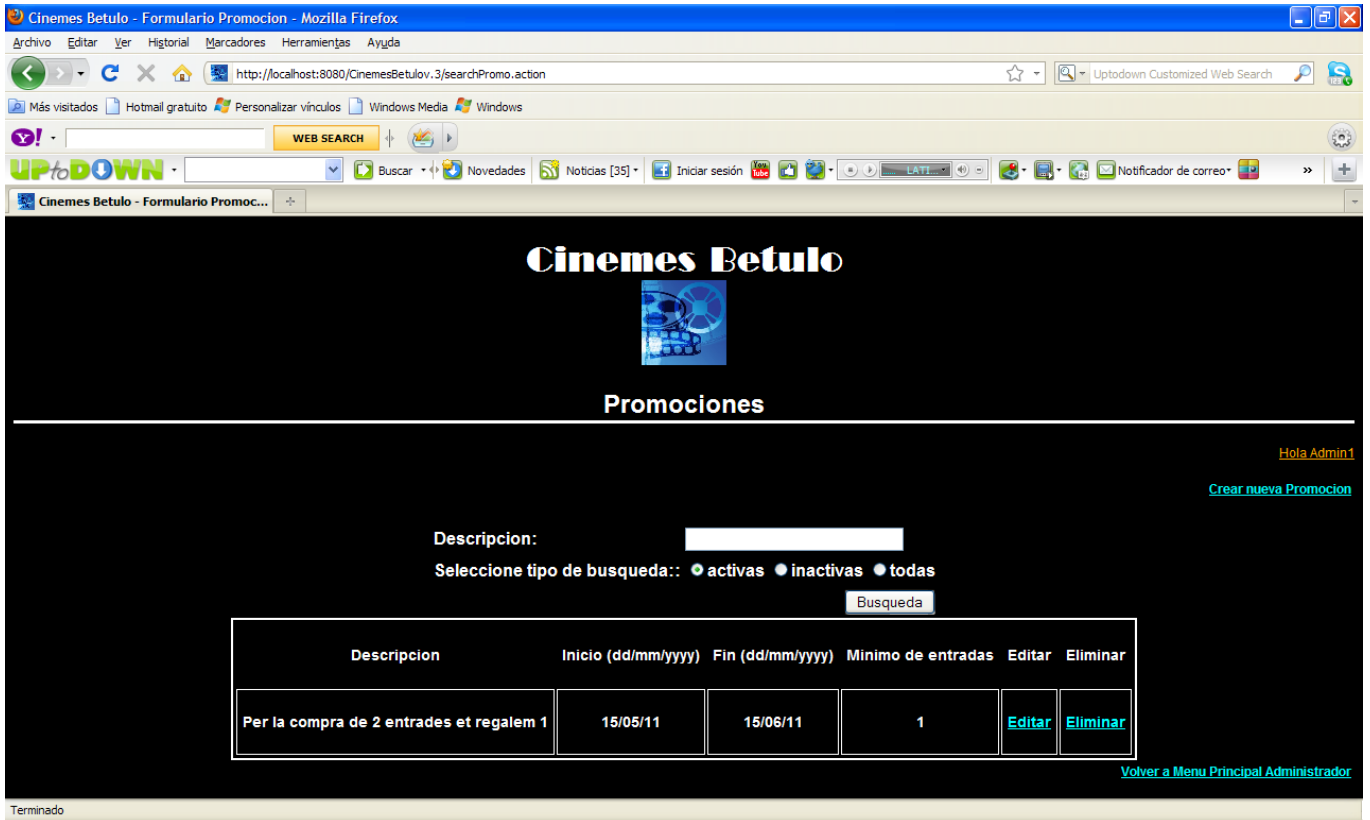 Cinemes Betulo - Formulario Promocion - Mozilla Firefox
Archivo Editar Ver Historial Marcadores Herramientas Ayuda
http://localhost:8080/CinemesBetulov.3/searchPromo.action
Uptodown Customized Web Search
Más visitados Hotmail gratuito Personalizar vínculos Windows Media Windows
Y! WEB SEARCH
UPtoDOWN Buscar Novedades Noticias [35] Iniciar sesión You Tube LATI... Notificador de correo »
Cinemes Betulo - Formulario Promoc...
Cinemes Betulo
Promociones
Hola Admin1
Crear nueva Promocion
Descripcion:
Seleccione tipo de busqueda:: activas inactivas todas
Busqueda
Descripcion Inicio (dd/mm/yyyy) Fin (dd/mm/yyyy) Minimo de entradas Editar Eliminar
Per la compra de 2 entrades et regalem 1 15/05/11 15/06/11 1 Editar Eliminar
Volver a Menu Principal Administrador
Terminado